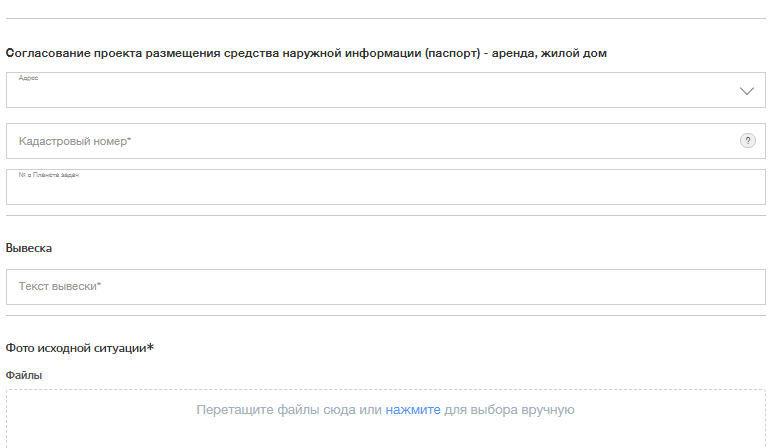 Согласование проекта размещения средства наружной информации (паспорт) - аренда, жилой дом
Адрес
Кадастровый номер*
?
№ в Планета задач
Вывеска
Текст вывески*
Фото исходной ситуации*
Файлы
Перетащите файлы сюда или нажмите для выбора вручную